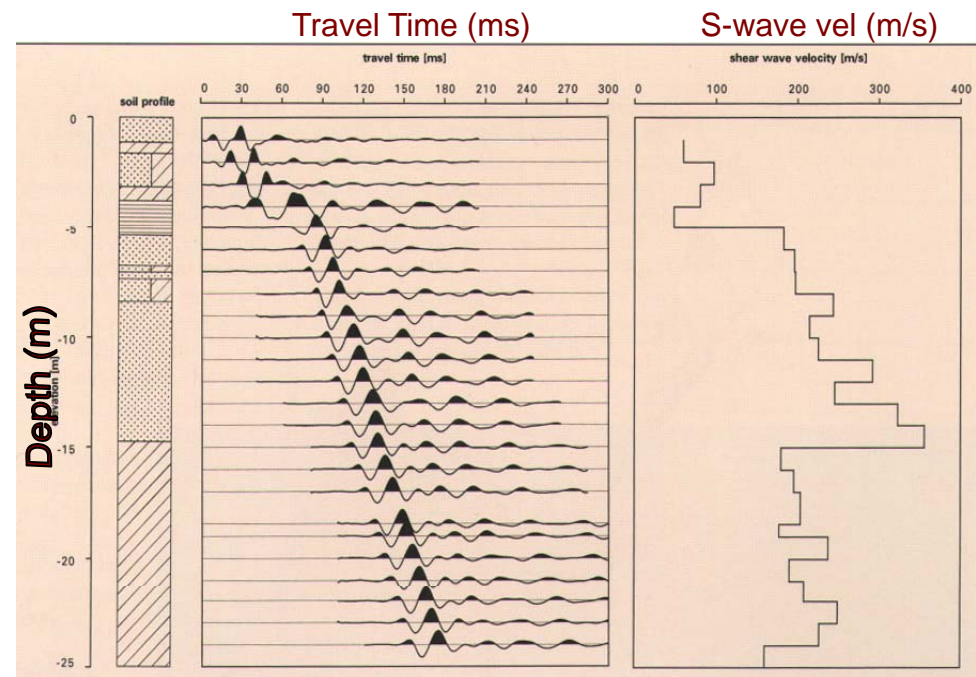 Travel Time (ms) S-wave vel (m/s)
travel time [ms] shear wave velocity [m/s]
0 30 60 90 120 150 180 210 240 270 300 0 100 200 300 400
soil profile
0
-5
-10
-15
-20
-25
Depth (m)